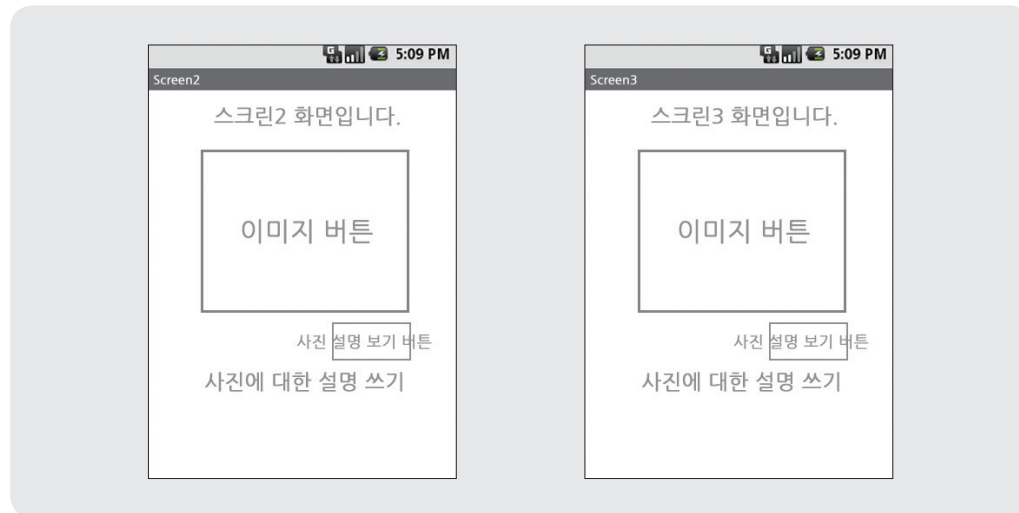 5:09 PM
Screen2
스크린2 화면입니다.
이미지 버튼
사진 설명 보기 버튼
사진에 대한 설명 쓰기
5:09 PM
Screen3
스크린3 화면입니다.
이미지 버튼
사진 설명 보기 버튼
사진에 대한 설명 쓰기